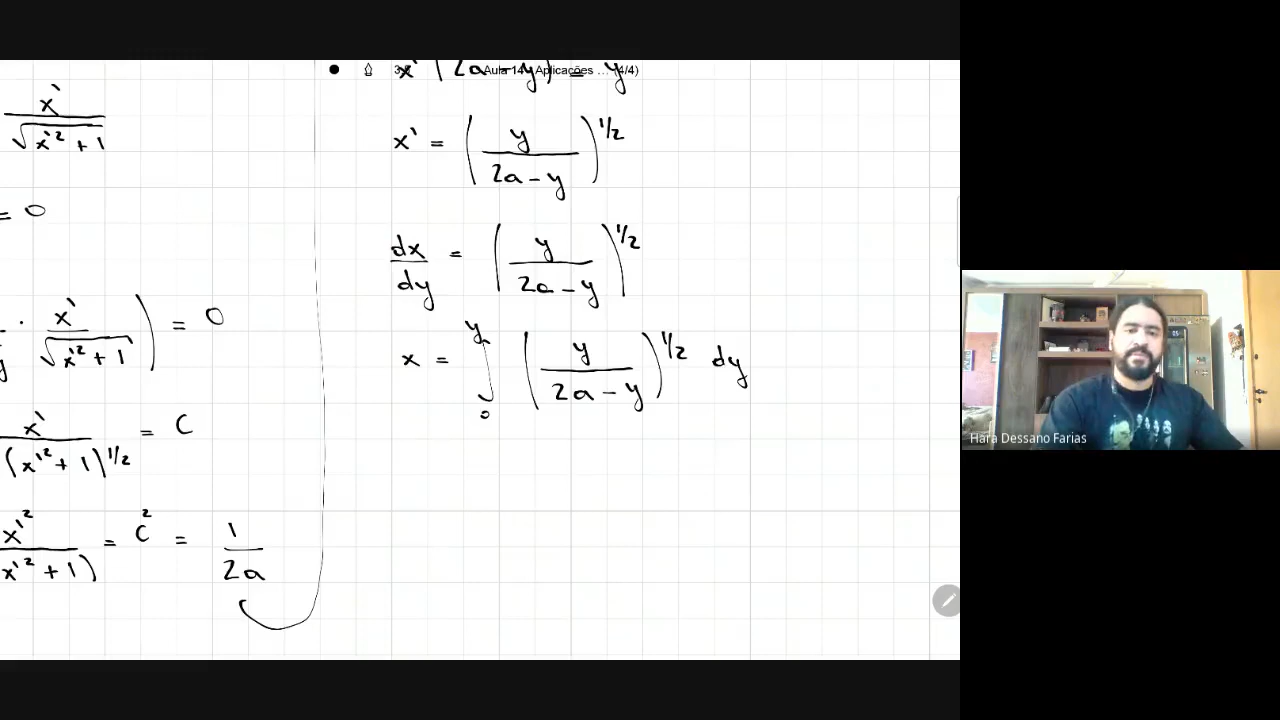 Aula 14 - Aplicações ... (4/4)
x' / √(x'² + 1)
= 0
· x' / √(x'² + 1) ) = 0
x' / (x'² + 1)^1/2 = C
x'² / x'² + 1) = C² = 1 / 2a
(2a - y) = y
x' = ( y / 2a - y )^1/2
dx / dy = ( y / 2a - y )^1/2
x = ∫₀^y ( y / 2a - y )^1/2 dy
Hara Dessano Farias